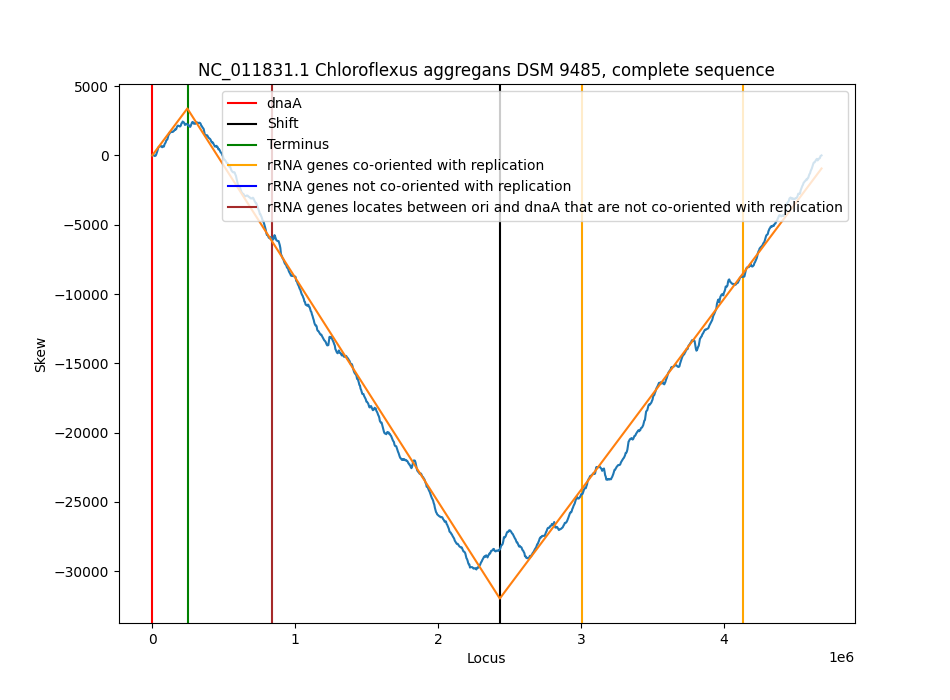 NC_011831.1 Chloroflexus aggregans DSM 9485, complete sequence
dnaA
Shift
Terminus
rRNA genes co-oriented with replication
rRNA genes not co-oriented with replication
rRNA genes locates between ori and dnaA that are not co-oriented with replication
5000
0
−5000
−10000
−15000
−20000
−25000
−30000
Skew
0 1 2 3 4
1e6
Locus